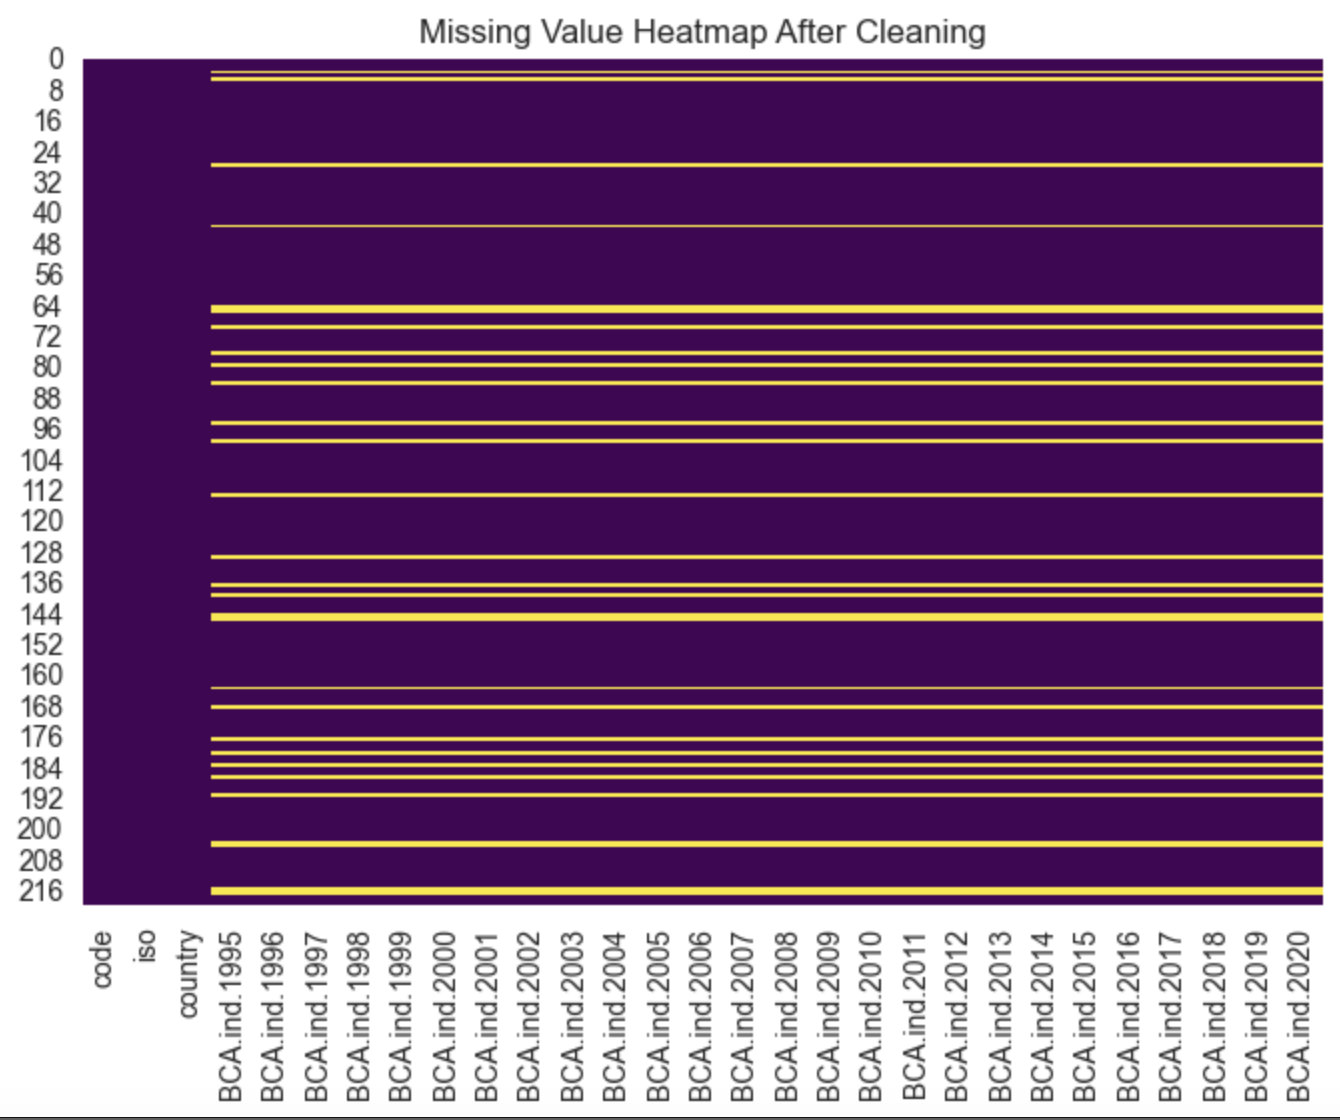 Missing Value Heatmap After Cleaning
0
8
16
24
32
40
48
56
64
72
80
88
96
104
112
120
128
136
144
152
160
168
176
184
192
200
208
216
code
iso
country
BCA.ind.1995
BCA.ind.1996
BCA.ind.1997
BCA.ind.1998
BCA.ind.1999
BCA.ind.2000
BCA.ind.2001
BCA.ind.2002
BCA.ind.2003
BCA.ind.2004
BCA.ind.2005
BCA.ind.2006
BCA.ind.2007
BCA.ind.2008
BCA.ind.2009
BCA.ind.2010
BCA.ind.2011
BCA.ind.2012
BCA.ind.2013
BCA.ind.2014
BCA.ind.2015
BCA.ind.2016
BCA.ind.2017
BCA.ind.2018
BCA.ind.2019
BCA.ind.2020